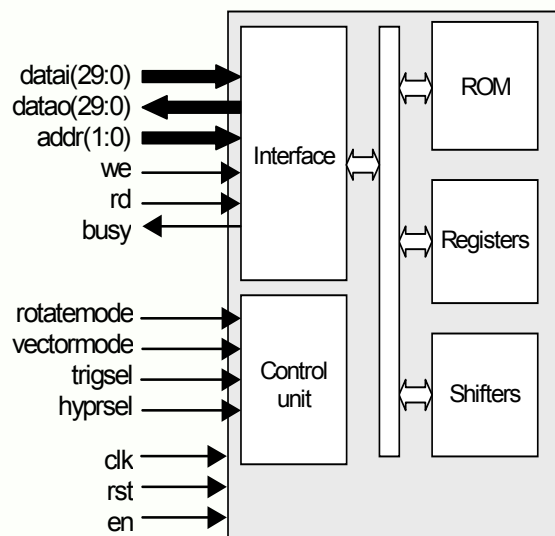 datai(29:0)
datao(29:0)
addr(1:0)
we
rd
busy
Interface
rotatemode
vectormode
trigsel
hyprsel
Control
unit
clk
rst
en
ROM
Registers
Shifters